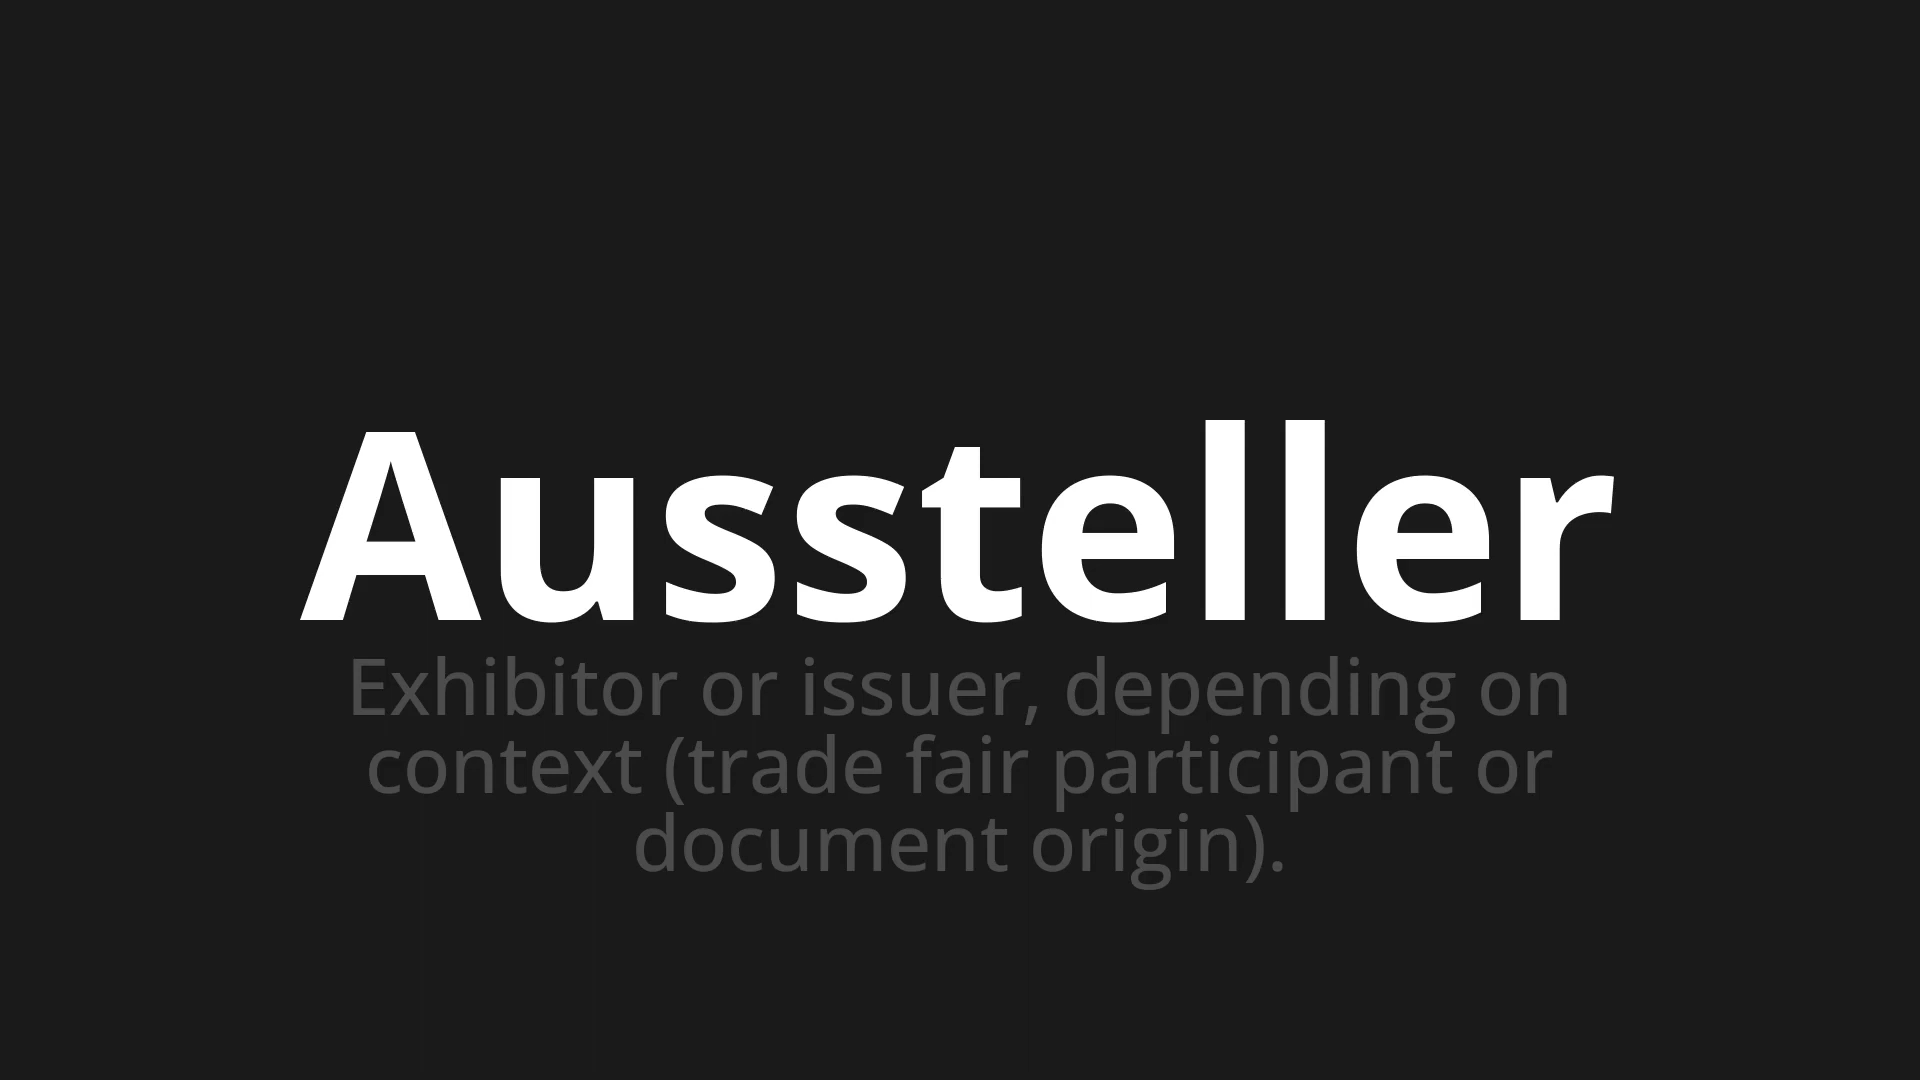 Aussteller
Exhibitor or issuer, depending on
context (trade fair participant or
document origin).